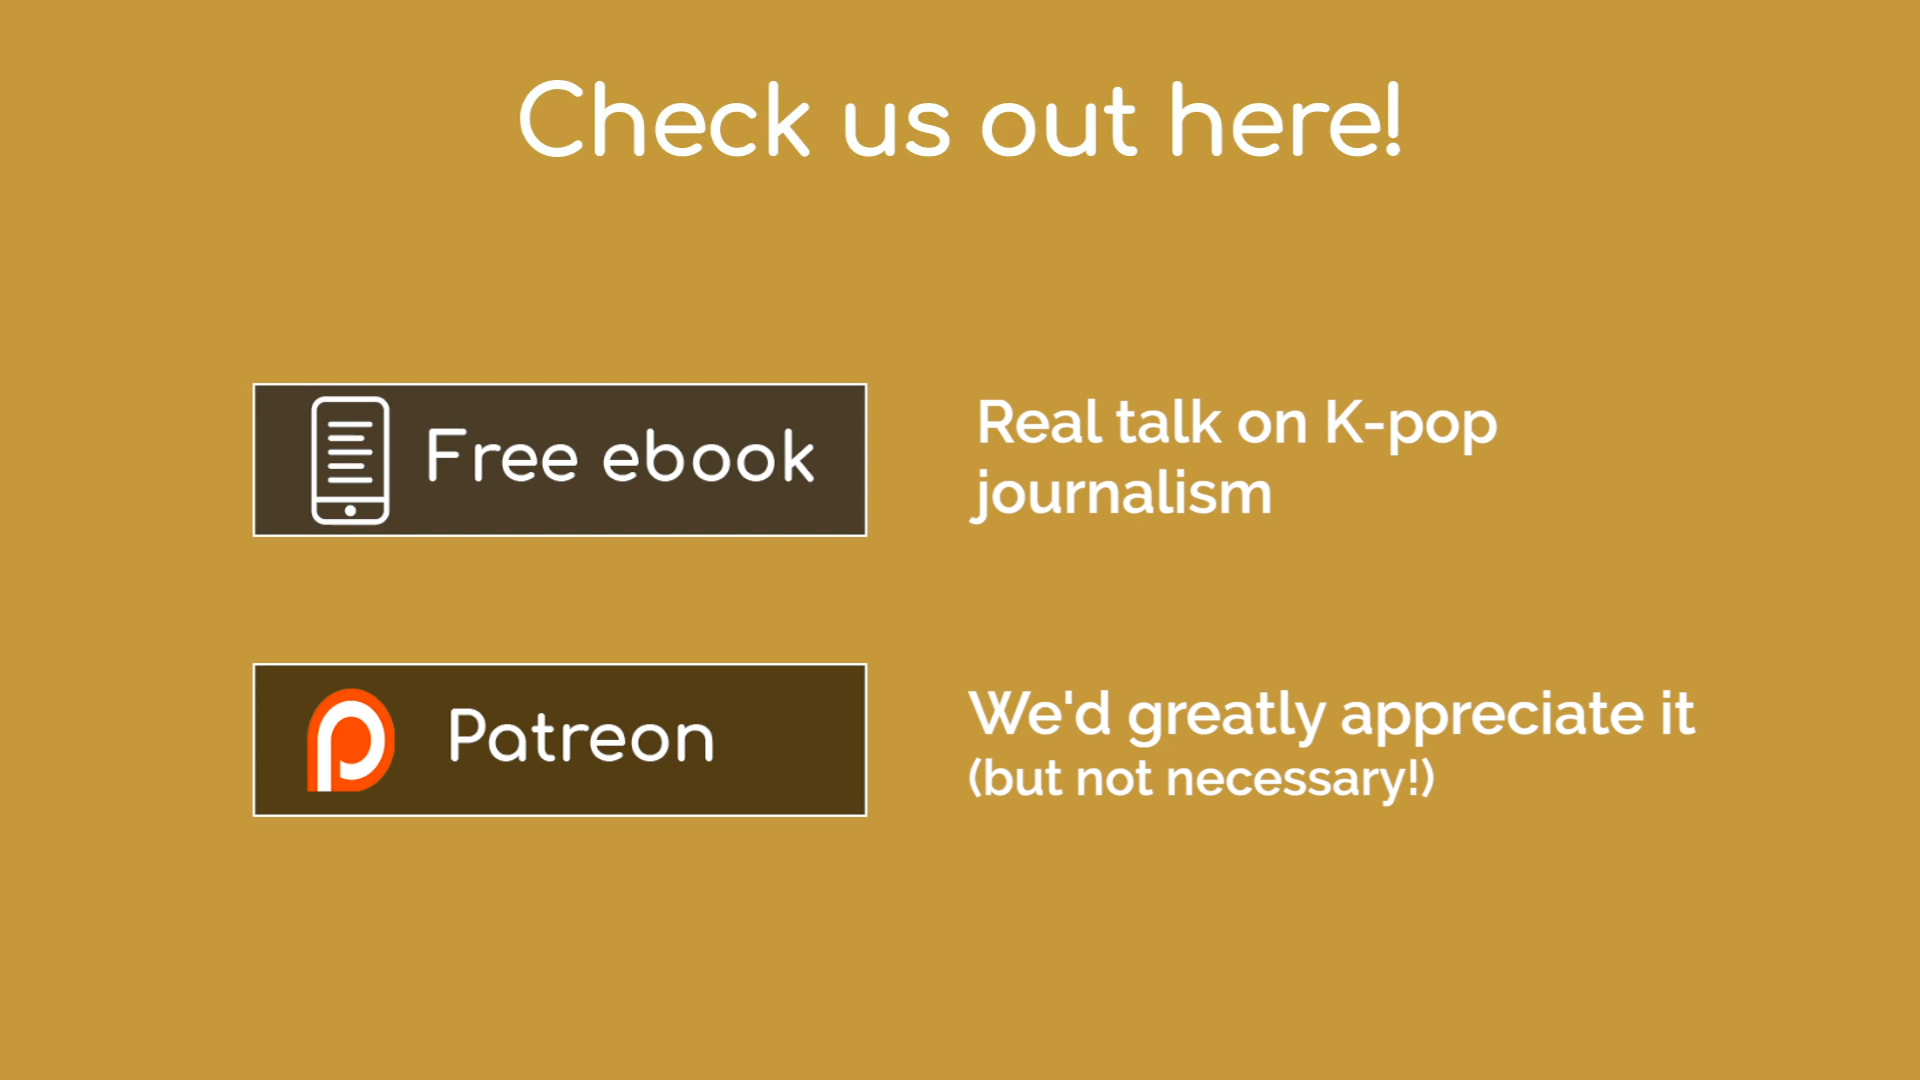 Check us out here!
Free ebook
Real talk on K-pop
journalism
Patreon
We'd greatly appreciate it
(but not necessary!)